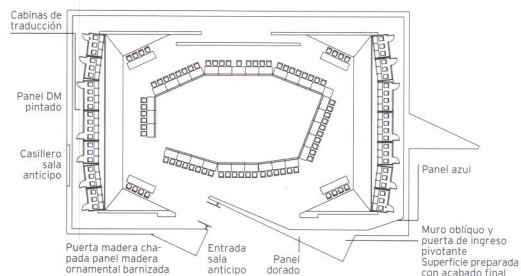 Cabinas de
traducción
Panel DM
pintado
Casillero
sala
anticipo
Puerta madera cha-
pada panel madera
ornamental barnizada
Entrada
sala
anticipo
Panel
dorado
Panel azul
Muro oblíquo y
puerta de ingreso
pivotante
Superficie preparada
con acabado final